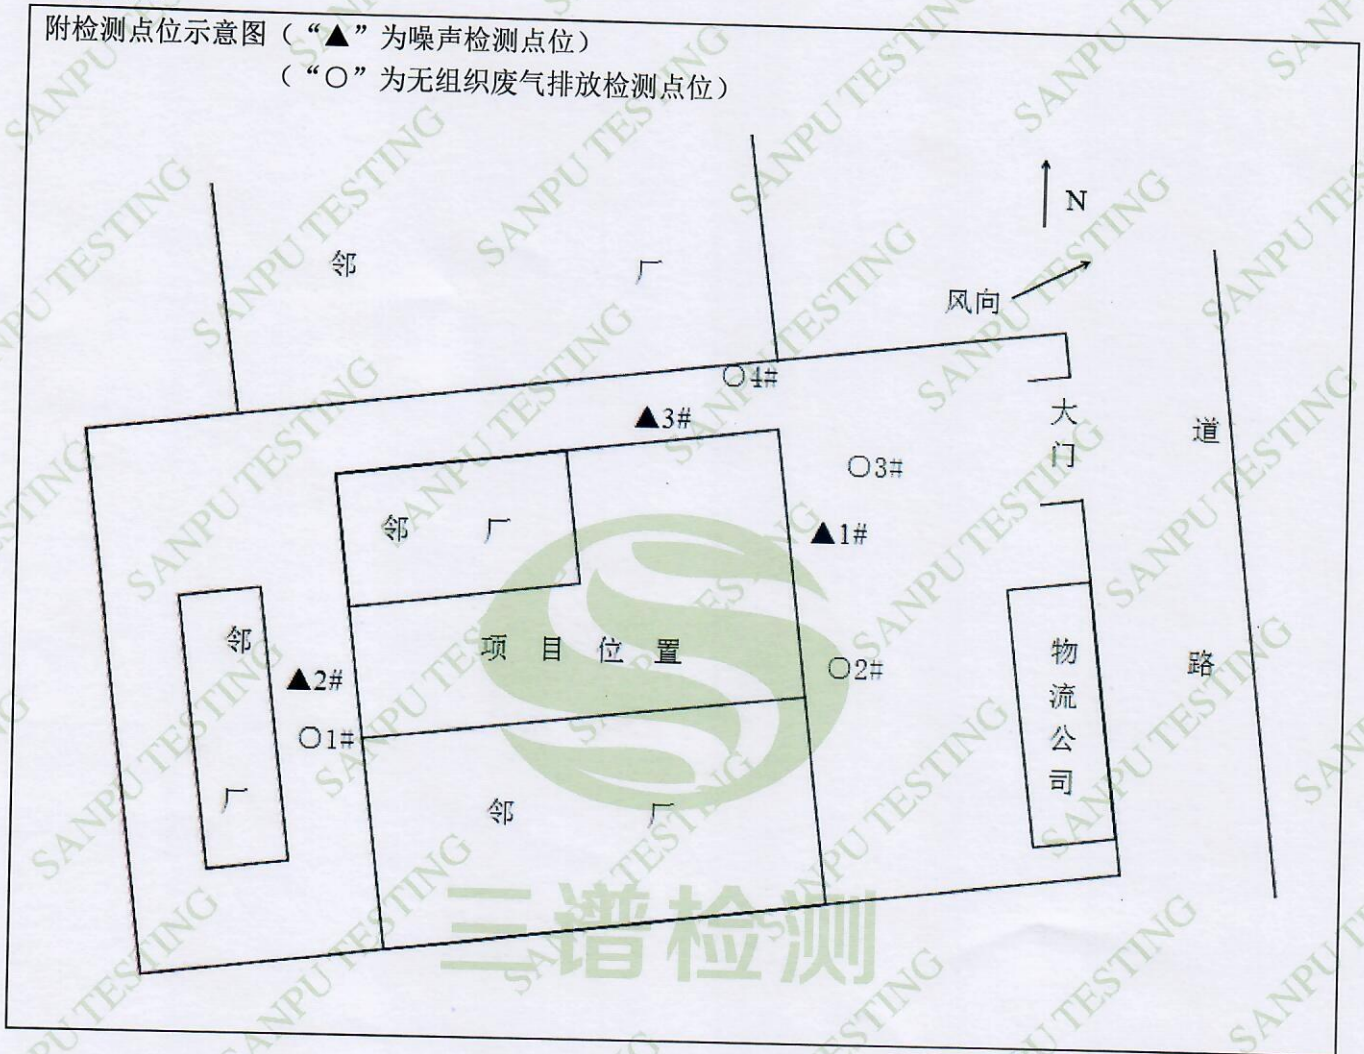 附检测点位示意图（“▲”为噪声检测点位）
（“○”为无组织废气排放检测点位）
N
邻 厂
风向
○4#
▲3#
大门
道路
○3#
邻 厂
▲1#
邻厂
项目位置
○2#
物流公司
▲2#
○1#
邻 厂
三谱检测
SANPU TESTING